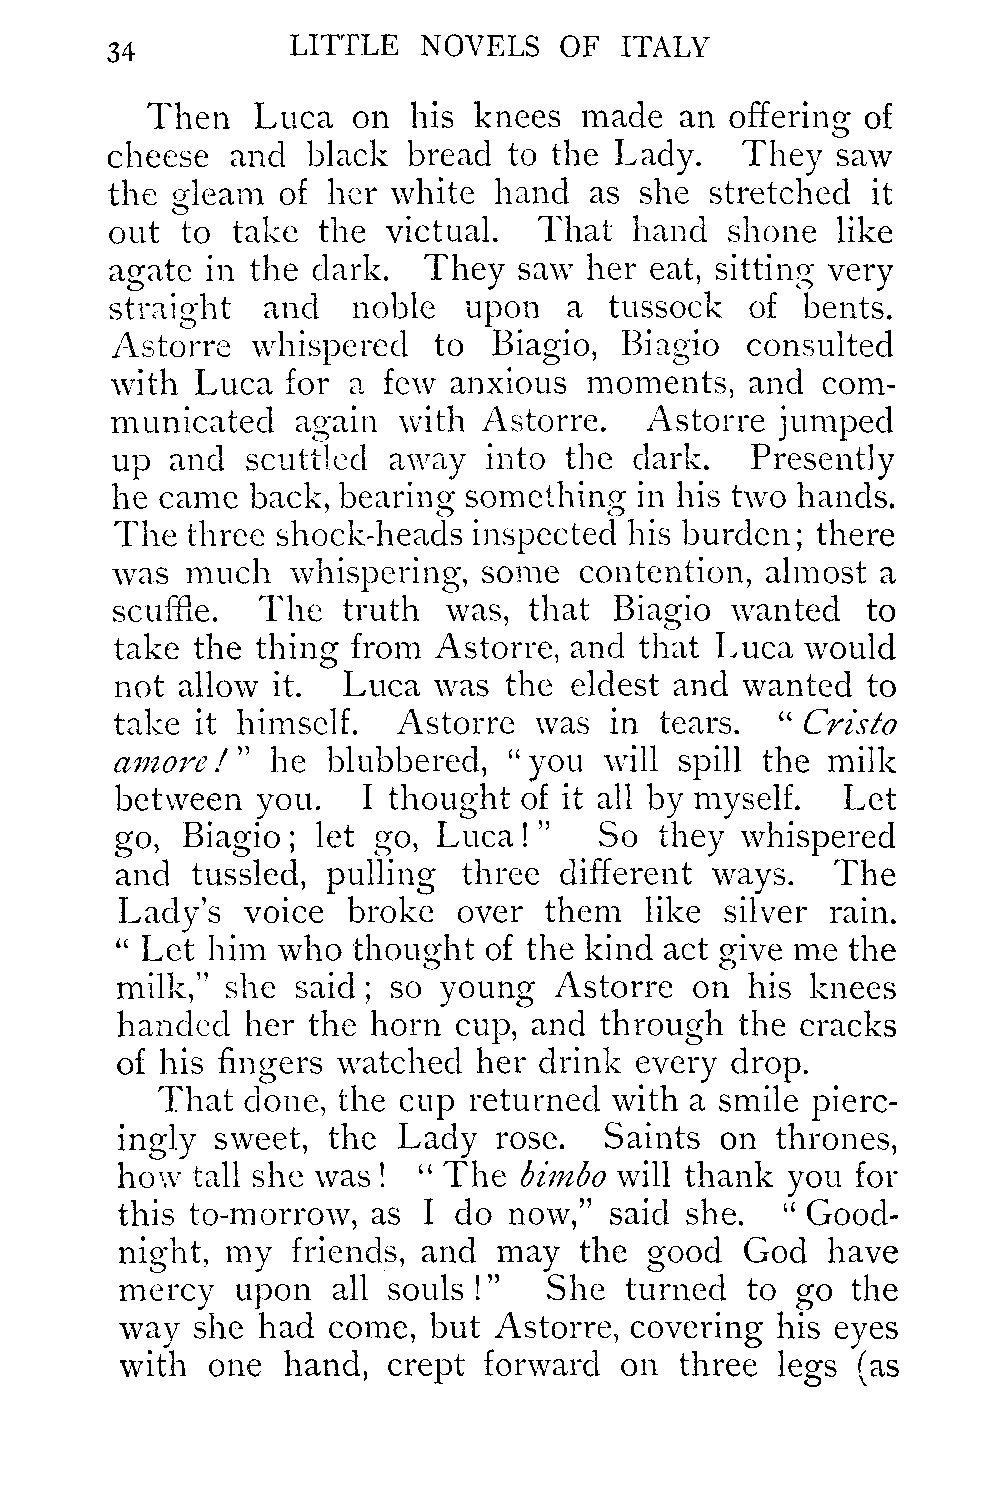 34 LITTLE NOVELS OF ITALY
Then Luca on his knees made an offering of
cheese and black bread to the Lady. They saw
the gleam of her white hand as she stretched it
out to take the victual. That hand shone like
agate in the dark. They saw her eat, sitting very
straight and noble upon a tussock of bents.
Astorre whispered to Biagio, Biagio consulted
with Luca for a few anxious moments, and com-
municated again with Astorre. Astorre jumped
up and scuttled away into the dark. Presently
he came back, bearing something in his two hands.
The three shock-heads inspected his burden; there
was much whispering, some contention, almost a
scuffle. The truth was, that Biagio wanted to
take the thing from Astorre, and that Luca would
not allow it. Luca was the eldest and wanted to
take it himself. Astorre was in tears. “Cristo
amore!” he blubbered, “you will spill the milk
between you. I thought of it all by myself. Let
go, Biagio; let go, Luca!” So they whispered
and tussled, pulling three different ways. The
Lady's voice broke over them like silver rain.
“Let him who thought of the kind act give me the
milk,” she said; so young Astorre on his knees
handed her the horn cup, and through the cracks
of his fingers watched her drink every drop.
That done, the cup returned with a smile pierc-
ingly sweet, the Lady rose. Saints on thrones,
how tall she was! “The bimbo will thank you for
this to-morrow, as I do now,” said she. “Good-
night, my friends, and may the good God have
mercy upon all souls!” She turned to go the
way she had come, but Astorre, covering his eyes
with one hand, crept forward on three legs (as